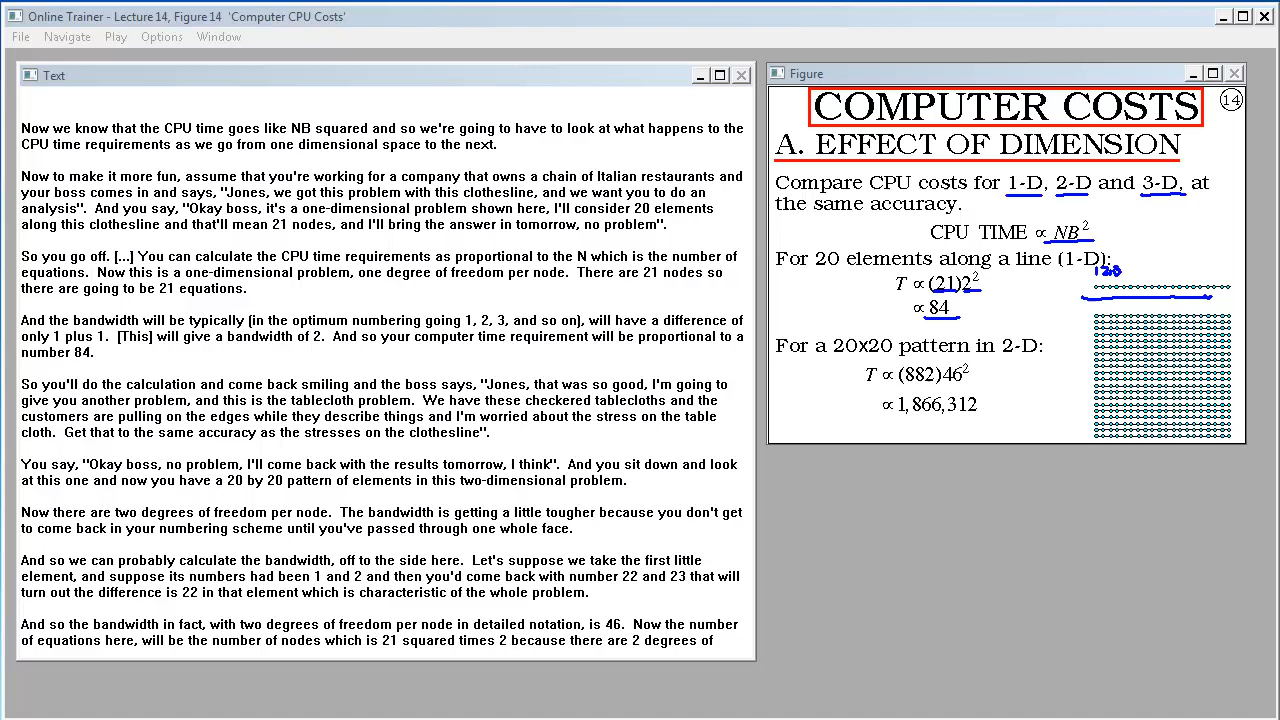 Online Trainer - Lecture 14, Figure 14 'Computer CPU Costs'
File Navigate Play Options Window
Text
Now we know that the CPU time goes like NB squared and so we're going to have to look at what happens to the
CPU time requirements as we go from one dimensional space to the next.
Now to make it more fun, assume that you're working for a company that owns a chain of Italian restaurants and
your boss comes in and says, "Jones, we got this problem with this clothesline, and we want you to do an
analysis". And you say, "Okay boss, it's a one-dimensional problem shown here, I'll consider 20 elements
along this clothesline and that'll mean 21 nodes, and I'll bring the answer in tomorrow, no problem".
So you go off. [...] You can calculate the CPU time requirements as proportional to the N which is the number of
equations. Now this is a one-dimensional problem, one degree of freedom per node. There are 21 nodes so
there are going to be 21 equations.
And the bandwidth will be typically (in the optimum numbering going 1, 2, 3, and so on), will have a difference of
only 1 plus 1. [This] will give a bandwidth of 2. And so your computer time requirement will be proportional to a
number 84.
So you'll do the calculation and come back smiling and the boss says, "Jones, that was so good, I'm going to
give you another problem, and this is the tablecloth problem. We have these checkered tablecloths and the
customers are pulling on the edges while they describe things and I'm worried about the stress on the table
cloth. Get that to the same accuracy as the stresses on the clothesline".
You say, "Okay boss, no problem, I'll come back with the results tomorrow, I think". And you sit down and look
at this one and now you have a 20 by 20 pattern of elements in this two-dimensional problem.
Now there are two degrees of freedom per node. The bandwidth is getting a little tougher because you don't get
to come back in your numbering scheme until you've passed through one whole face.
And so we can probably calculate the bandwidth, off to the side here. Let's suppose we take the first little
element, and suppose its numbers had been 1 and 2 and then you'd come back with number 22 and 23 that will
turn out the difference is 22 in that element which is characteristic of the whole problem.
And so the bandwidth in fact, with two degrees of freedom per node in detailed notation, is 46. Now the number
of equations here, will be the number of nodes which is 21 squared times 2 because there are 2 degrees of
Figure
COMPUTER COSTS 14
A. EFFECT OF DIMENSION
Compare CPU costs for 1-D, 2-D and 3-D, at
the same accuracy.
CPU TIME ∝ NB²
For 20 elements along a line (1-D):
123
T ∝ (21)2²
∝ 84
For a 20x20 pattern in 2-D:
T ∝ (882)46²
∝ 1,866,312